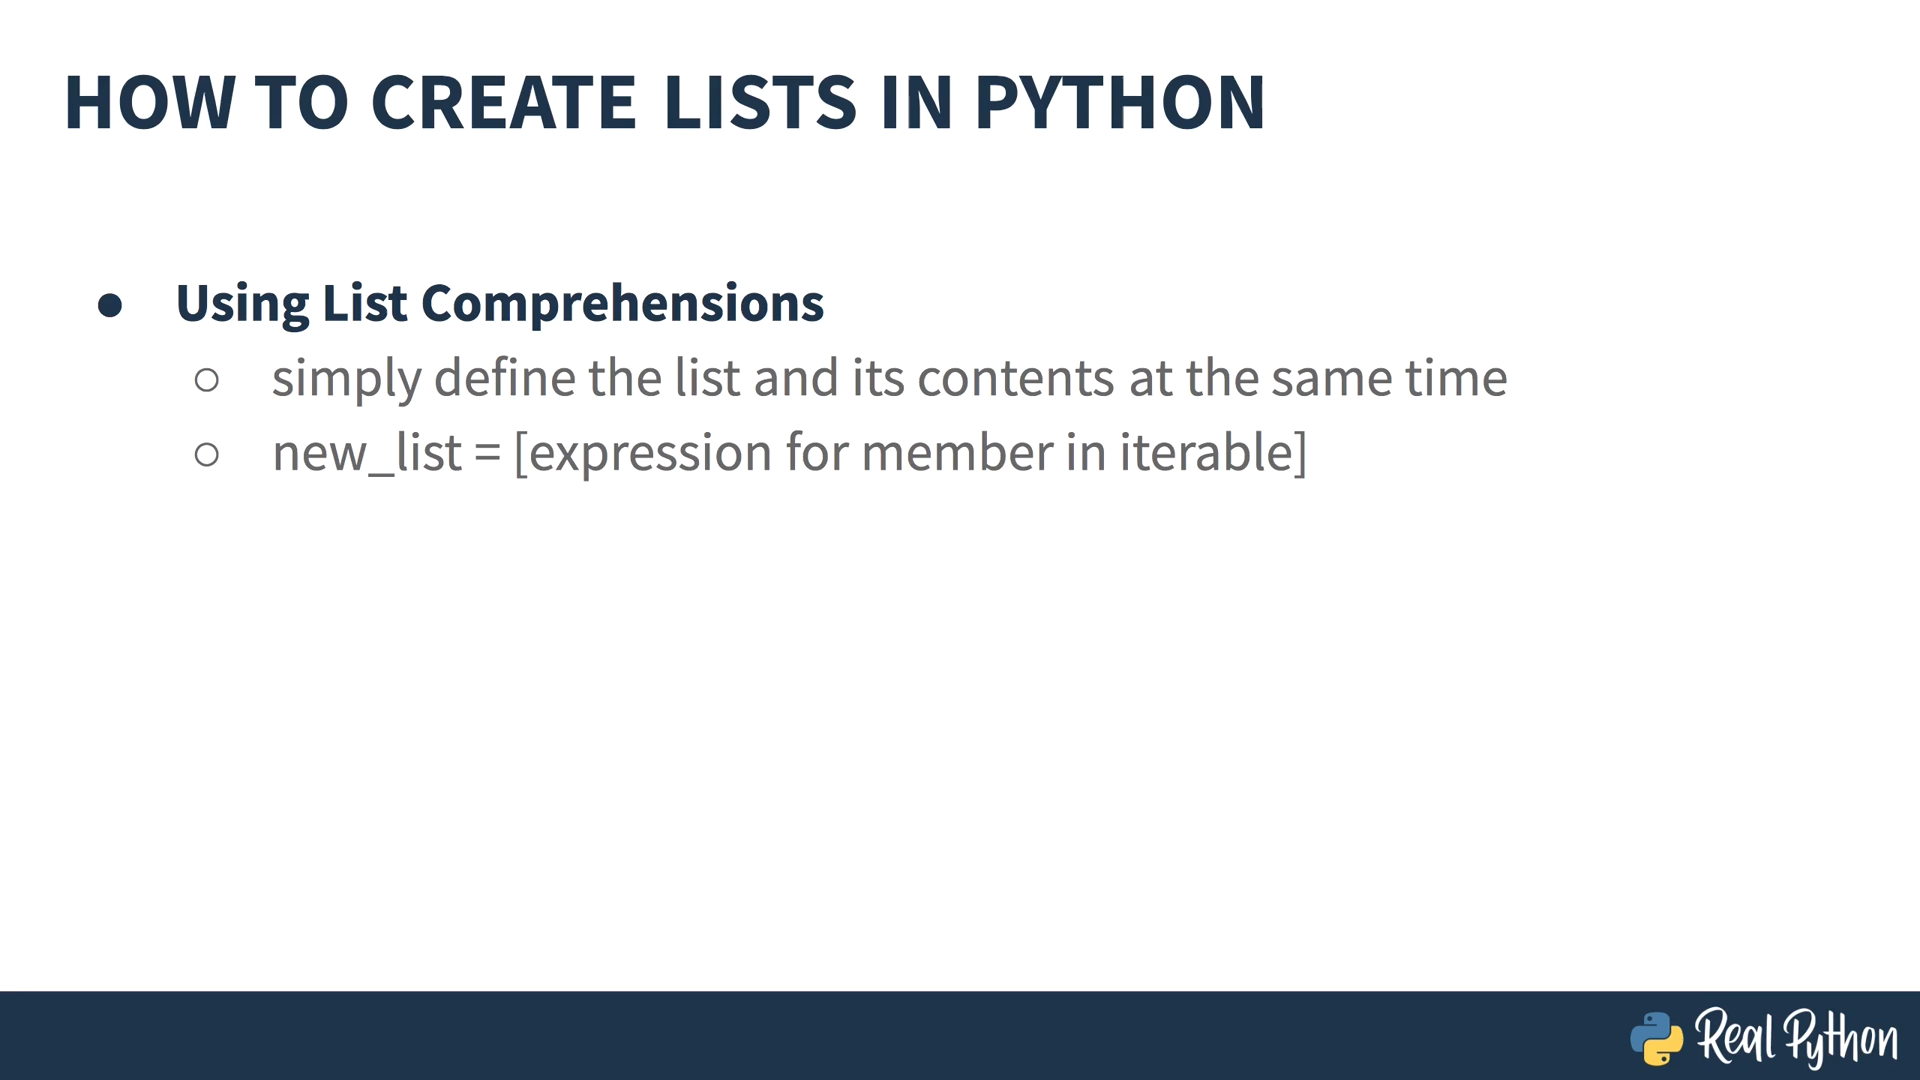 HOW TO CREATE LISTS IN PYTHON
● Using List Comprehensions
○ simply define the list and its contents at the same time
○ new_list = [expression for member in iterable]
Real Python